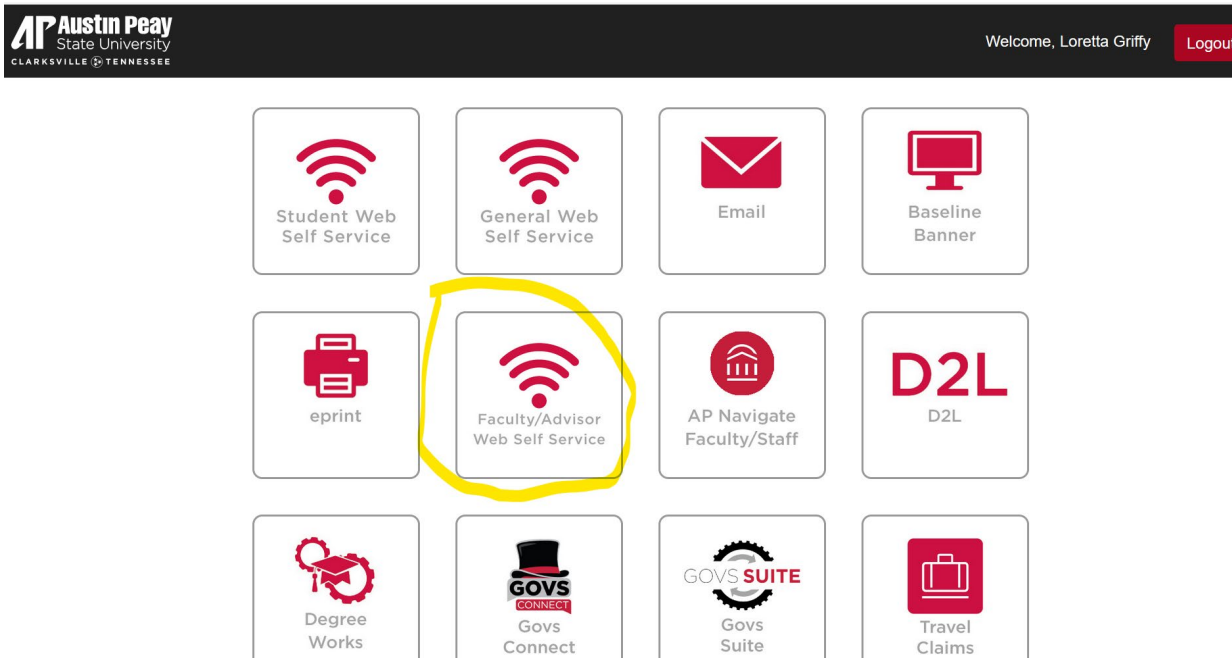 AP Austin Peay
State University
CLARKSVILLE TENNESSEE
Welcome, Loretta Griffy
Logout
Student Web
Self Service
General Web
Self Service
Email
Baseline
Banner
eprint
Faculty/Advisor
Web Self Service
AP Navigate
Faculty/Staff
D2L
D2L
Degree
Works
GOVS
CONNECT
Govs
Connect
GOVS SUITE
Govs
Suite
Travel
Claims